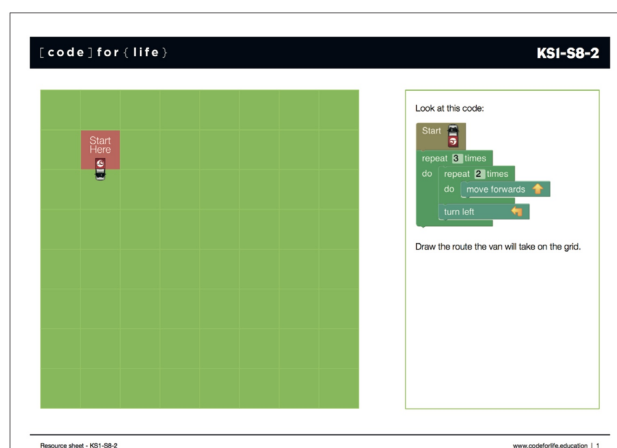 [code]for{life}
KS1-S8-2
Start
Here
Look at this code:
Start
repeat 3 times
do repeat 2 times
do move forwards
turn left
Draw the route the van will take on the grid.
Resource sheet - KS1-S8-2
www.codeforlife.education | 1